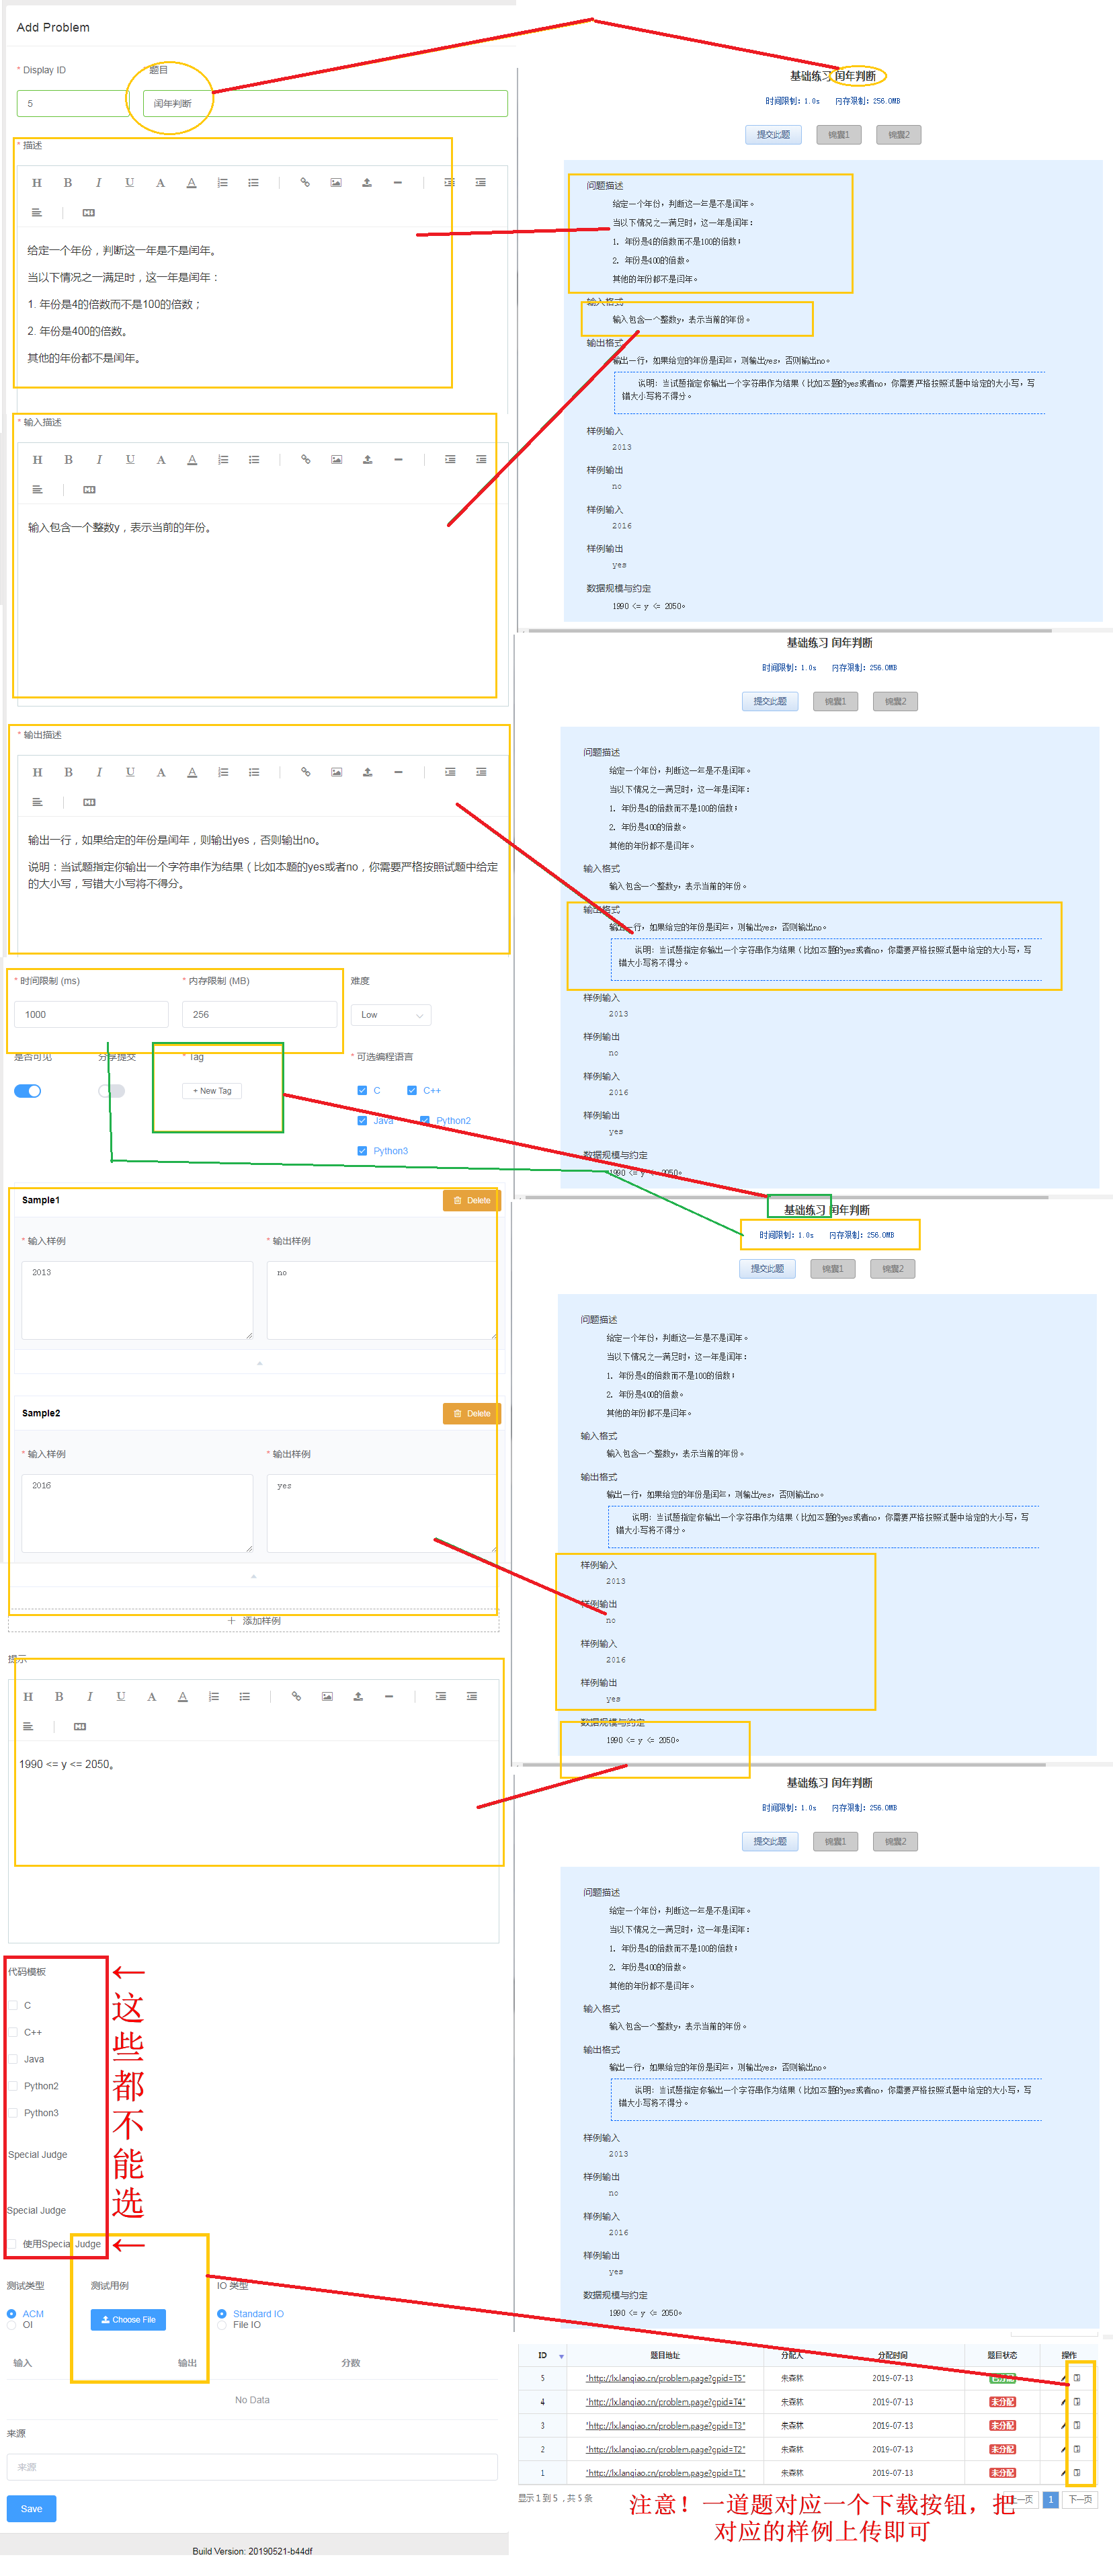 Add Problem
* Display ID
* 题目
5
闰年判断
* 描述
给定一个年份，判断这一年是不是闰年。
当以下情况之一满足时，这一年是闰年：
1. 年份是4的倍数而不是100的倍数；
2. 年份是400的倍数。
其他的年份都不是闰年。
* 输入描述
输入包含一个整数y，表示当前的年份。
* 输出描述
输出一行，如果给定的年份是闰年，则输出yes，否则输出no。
说明：当试题指定你输出一个字符串作为结果（比如本题的yes或者no，你需要严格按照试题中给定
的大小写，写错大小写将不得分。
* 时间限制 (ms)
* 内存限制 (MB)
难度
1000
256
Low
是否可见
分享提交
* Tag
* 可选编程语言
+ New Tag
C
C++
Java
Python2
Python3
Sample1
Delete
* 输入样例
* 输出样例
2013
no
Sample2
Delete
* 输入样例
* 输出样例
2016
yes
+ 添加样例
提示
1990 <= y <= 2050。
代码模板
C
C++
Java
Python2
Python3
Special Judge
Special Judge
使用Special Judge
这些都不能选
测试类型
测试用例
IO 类型
ACM
OI
Choose File
Standard IO
File IO
输入
输出
分数
No Data
来源
来源
Save
Build Version: 20190521-b44df
基础练习 闰年判断
时间限制：1.0s 内存限制：256.0MB
提交此题
锦囊1
锦囊2
问题描述
给定一个年份，判断这一年是不是闰年。
当以下情况之一满足时，这一年是闰年：
1. 年份是4的倍数而不是100的倍数；
2. 年份是400的倍数。
其他的年份都不是闰年。
输入格式
输入包含一个整数y，表示当前的年份。
输出格式
输出一行，如果给定的年份是闰年，则输出yes，否则输出no。
说明：当试题指定你输出一个字符串作为结果（比如本题的yes或者no，你需要严格按照试题中给定的大小写，写
错大小写将不得分。
样例输入
2013
样例输出
no
样例输入
2016
样例输出
yes
数据规模与约定
1990 <= y <= 2050。
基础练习 闰年判断
时间限制：1.0s 内存限制：256.0MB
提交此题
锦囊1
锦囊2
问题描述
给定一个年份，判断这一年是不是闰年。
当以下情况之一满足时，这一年是闰年：
1. 年份是4的倍数而不是100的倍数；
2. 年份是400的倍数。
其他的年份都不是闰年。
输入格式
输入包含一个整数y，表示当前的年份。
输出格式
输出一行，如果给定的年份是闰年，则输出yes，否则输出no。
说明：当试题指定你输出一个字符串作为结果（比如本题的yes或者no，你需要严格按照试题中给定的大小写，写
错大小写将不得分。
样例输入
2013
样例输出
no
样例输入
2016
样例输出
yes
数据规模与约定
1990 <= y <= 2050。
基础练习 闰年判断
时间限制：1.0s 内存限制：256.0MB
提交此题
锦囊1
锦囊2
问题描述
给定一个年份，判断这一年是不是闰年。
当以下情况之一满足时，这一年是闰年：
1. 年份是4的倍数而不是100的倍数；
2. 年份是400的倍数。
其他的年份都不是闰年。
输入格式
输入包含一个整数y，表示当前的年份。
输出格式
输出一行，如果给定的年份是闰年，则输出yes，否则输出no。
说明：当试题指定你输出一个字符串作为结果（比如本题的yes或者no，你需要严格按照试题中给定的大小写，写
错大小写将不得分。
样例输入
2013
样例输出
no
样例输入
2016
样例输出
yes
数据规模与约定
1990 <= y <= 2050。
基础练习 闰年判断
时间限制：1.0s 内存限制：256.0MB
提交此题
锦囊1
锦囊2
问题描述
给定一个年份，判断这一年是不是闰年。
当以下情况之一满足时，这一年是闰年：
1. 年份是4的倍数而不是100的倍数；
2. 年份是400的倍数。
其他的年份都不是闰年。
输入格式
输入包含一个整数y，表示当前的年份。
输出格式
输出一行，如果给定的年份是闰年，则输出yes，否则输出no。
说明：当试题指定你输出一个字符串作为结果（比如本题的yes或者no，你需要严格按照试题中给定的大小写，写
错大小写将不得分。
样例输入
2013
样例输出
no
样例输入
2016
样例输出
yes
数据规模与约定
1990 <= y <= 2050。
ID 题目地址 分配人 分配时间 题目状态 操作
5 "http://lx.lanqiao.cn/problem.page?gpid=T5" 朱森林 2019-07-13
4 "http://lx.lanqiao.cn/problem.page?gpid=T4" 朱森林 2019-07-13 未分配
3 "http://lx.lanqiao.cn/problem.page?gpid=T3" 朱森林 2019-07-13 未分配
2 "http://lx.lanqiao.cn/problem.page?gpid=T2" 朱森林 2019-07-13 未分配
1 "http://lx.lanqiao.cn/problem.page?gpid=T1" 朱森林 2019-07-13 未分配
显示 1 到 5 ，共 5 条
上一页 1 下一页
注意！一道题对应一个下载按钮，把
对应的样例上传即可